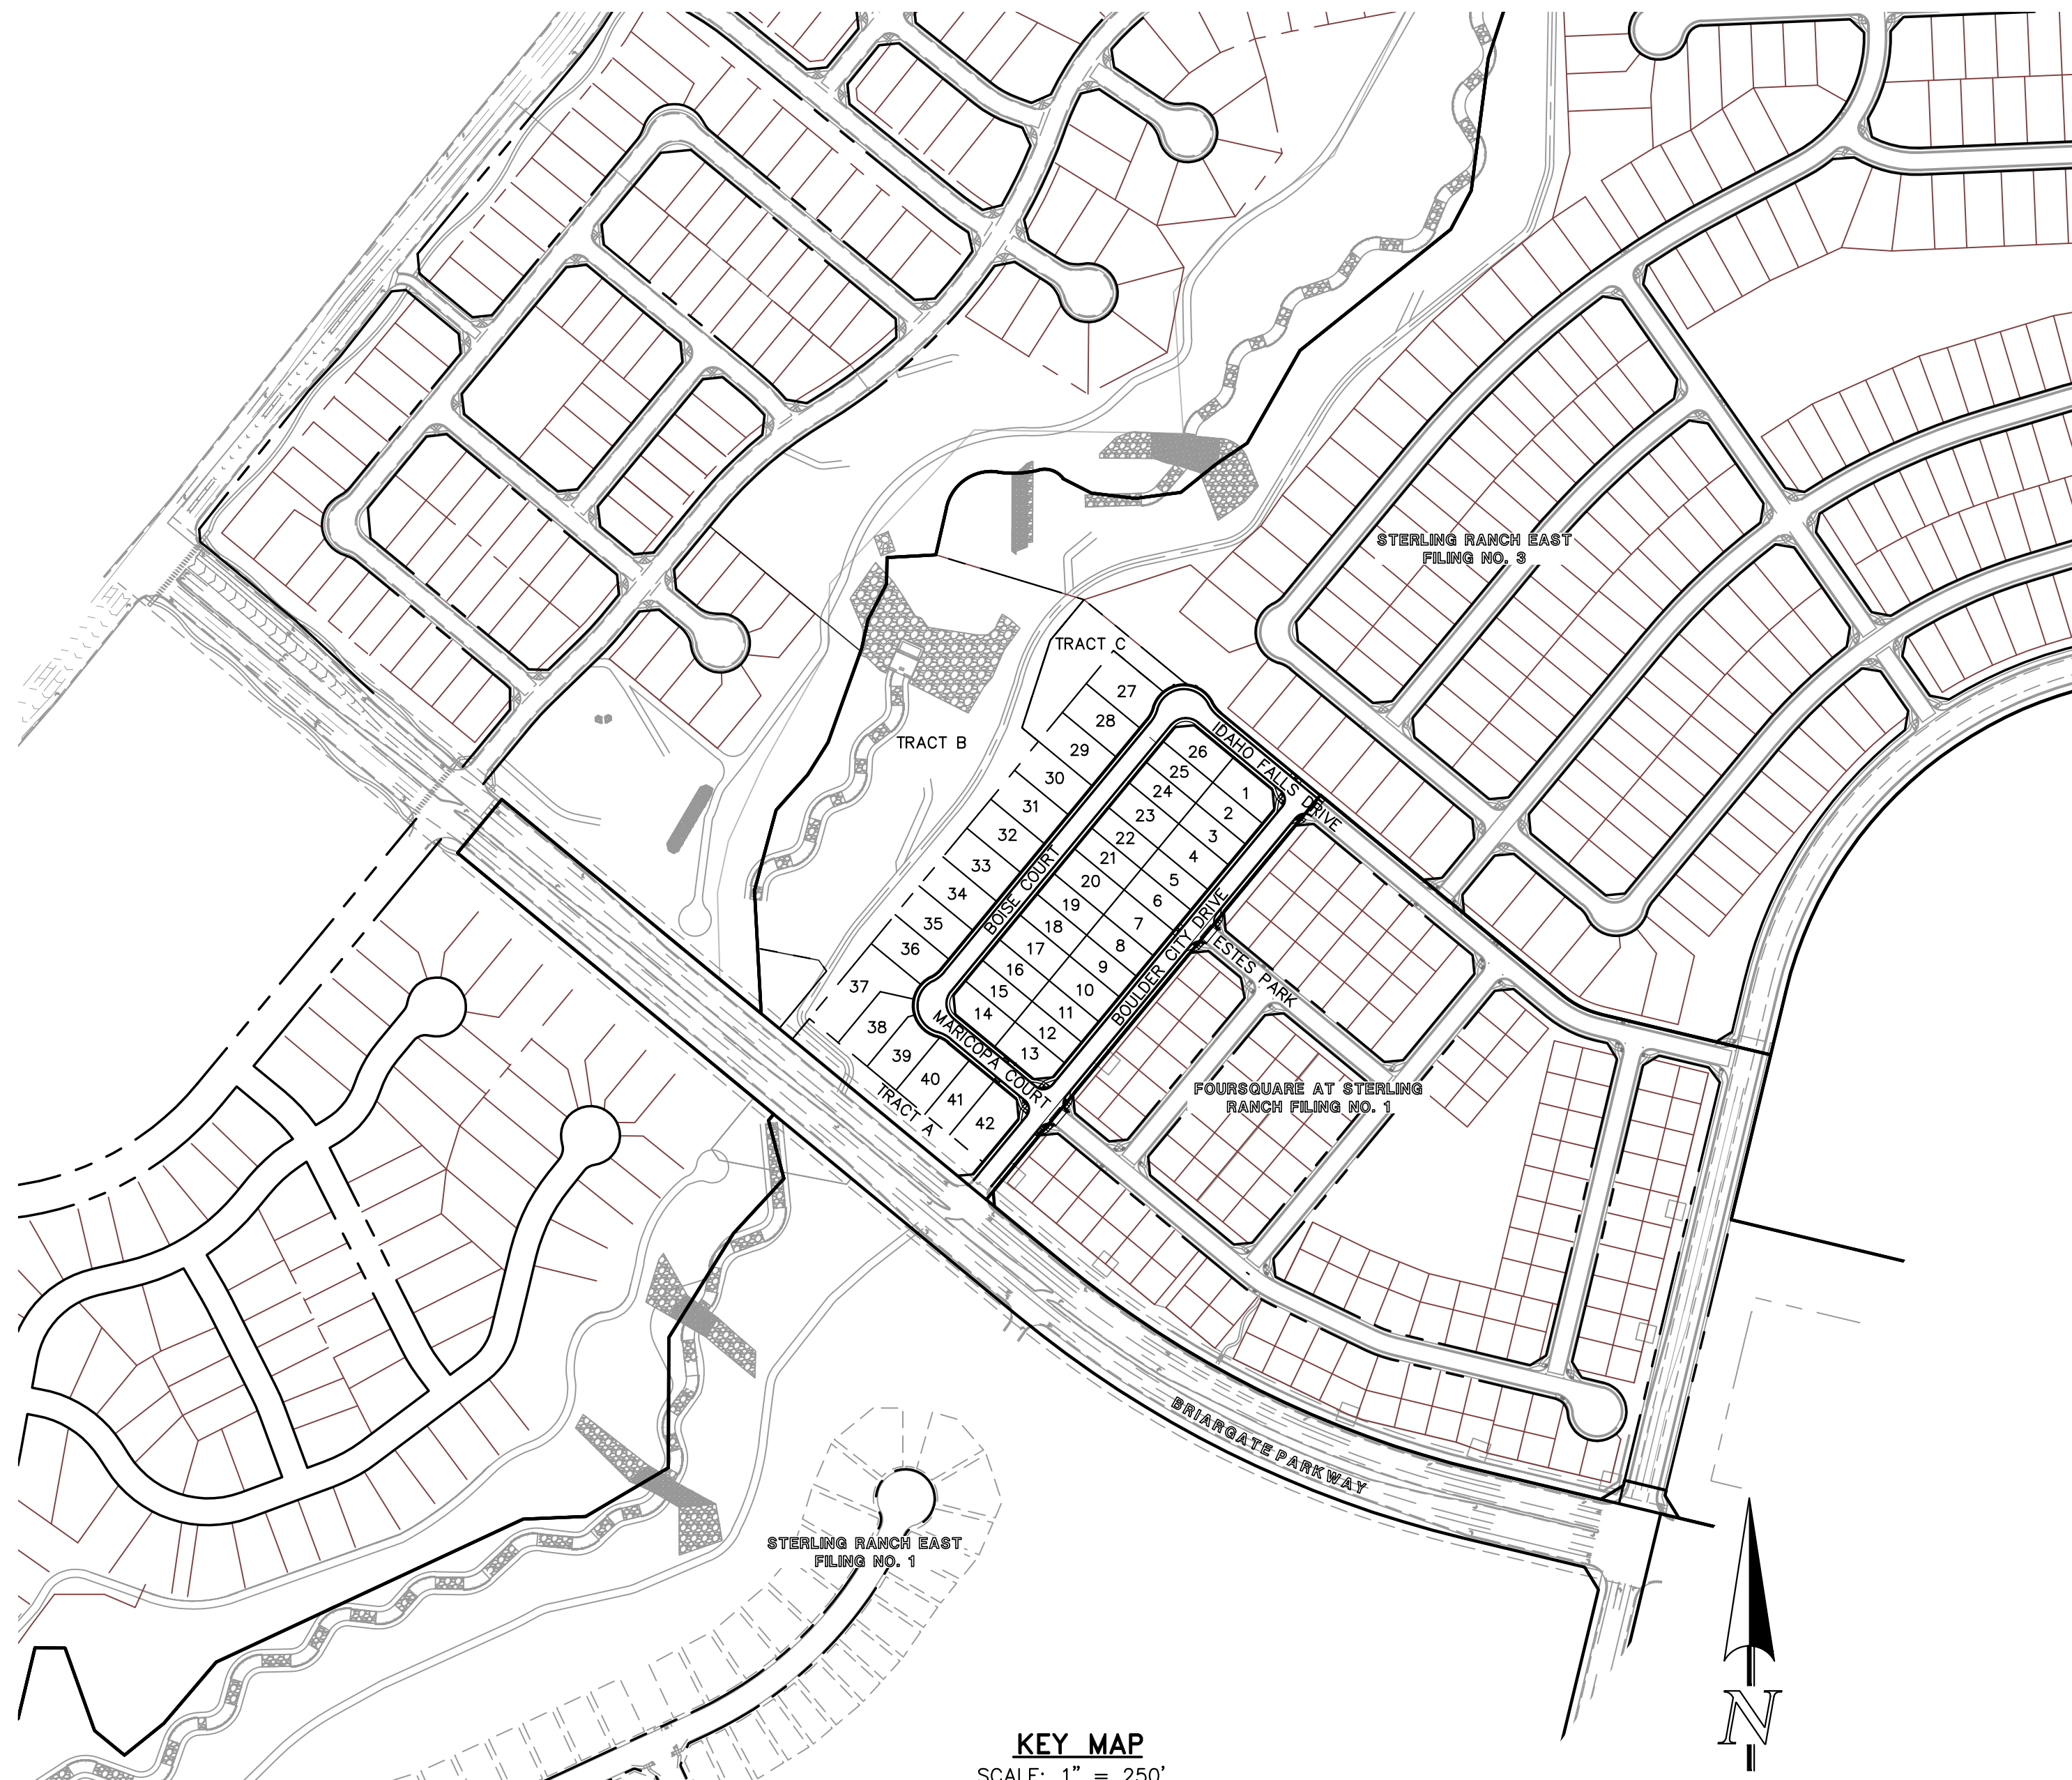 STERLING RANCH EAST
FILING NO. 3
TRACT C
27
28
29
30
31
32
33
34
35
36
37
38
39
40
41
42
TRACT B
TRACT A
IDAHO FALLS DRIVE
BOISE COURT
BOULDER CITY DRIVE
MARICOPA COURT
ESTES PARK
26
25
24
23
22
21
20
19
18
17
16
15
14
1
2
3
4
5
6
7
8
9
10
11
12
13
FOURSQUARE AT STERLING
RANCH FILING NO. 1
BRIARGATE PARKWAY
STERLING RANCH EAST
FILING NO. 1
N
KEY MAP
SCALE: 1" = 250'